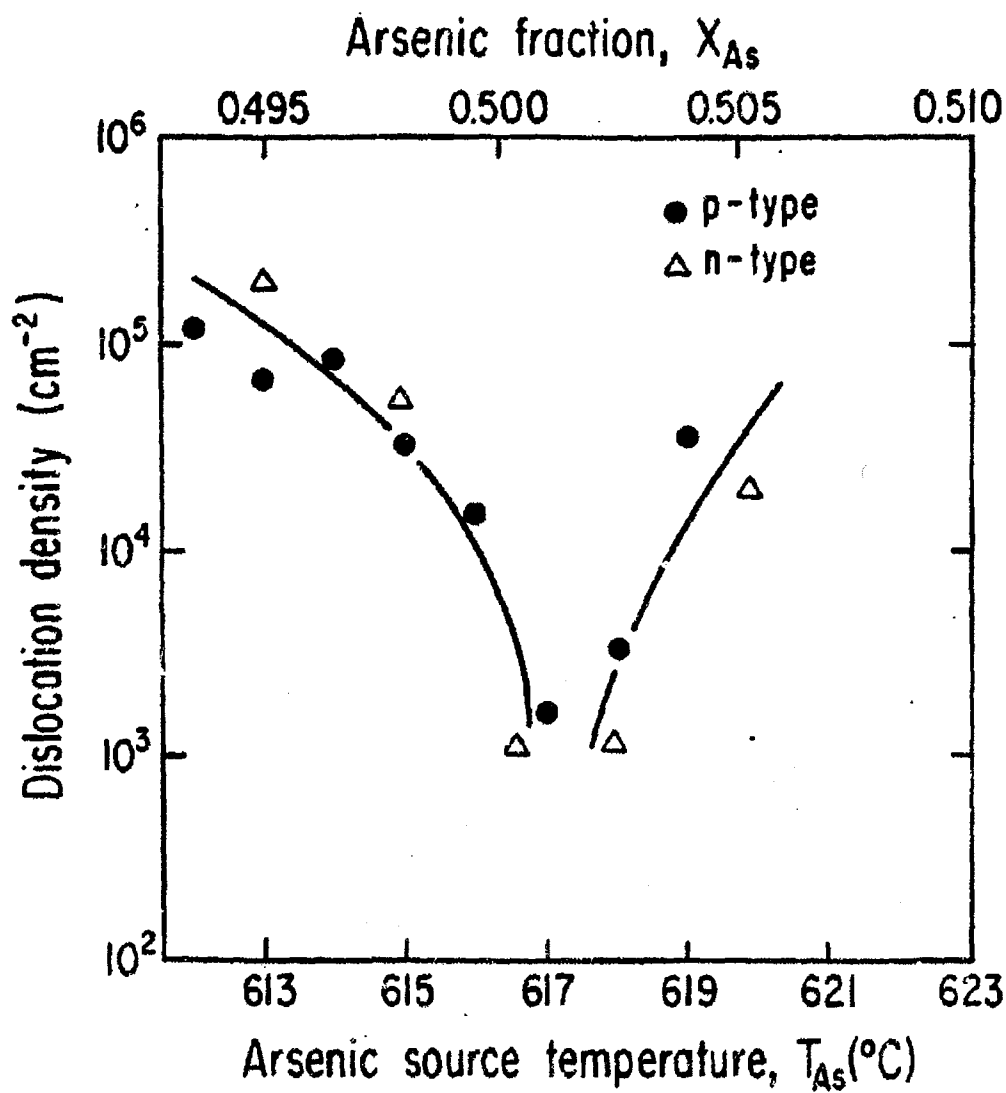 Arsenic fraction, X_As
0.495 0.500 0.505 0.510
10^6
● p-type
△ n-type
10^5
10^4
10^3
10^2
Dislocation density (cm^-2)
613 615 617 619 621 623
Arsenic source temperature, T_As(°C)